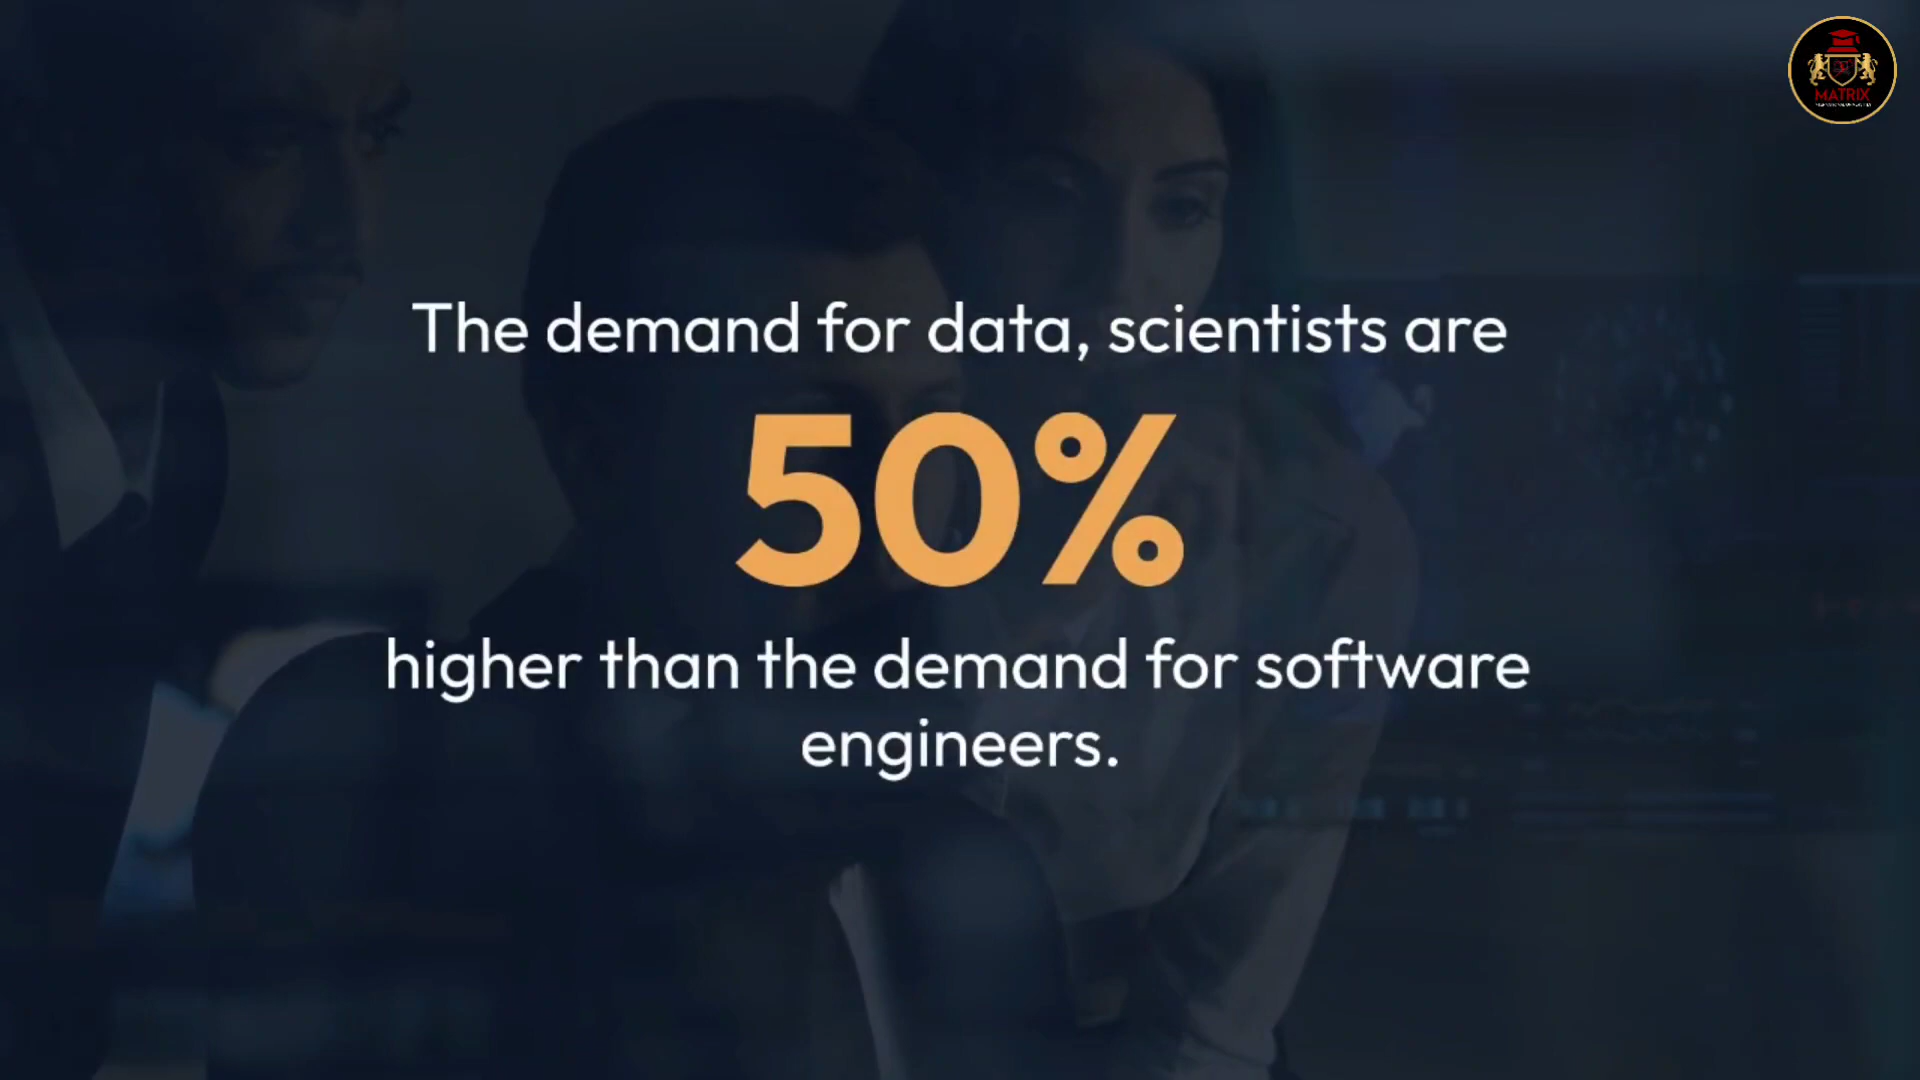 MATRIX
The demand for data, scientists are
50%
higher than the demand for software
engineers.